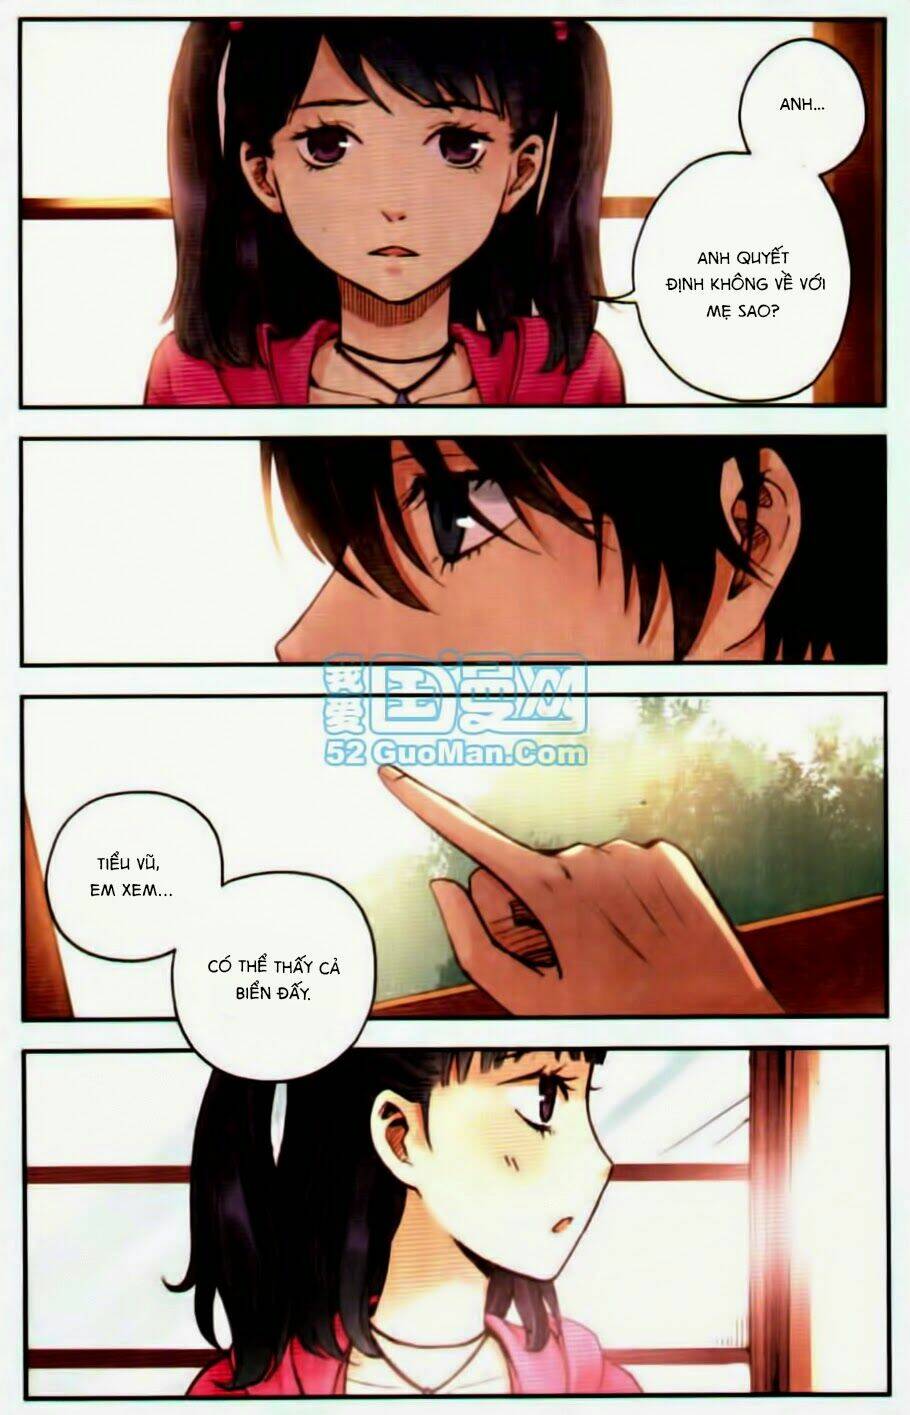 ANH...
ANH QUYẾT
ĐỊNH KHÔNG VỀ VỚI
MẸ SAO?
我爱国漫网
52 GuoMan.Com
TIỂU VŨ,
EM XEM...
CÓ THỂ THẤY CẢ
BIỂN ĐẤY.